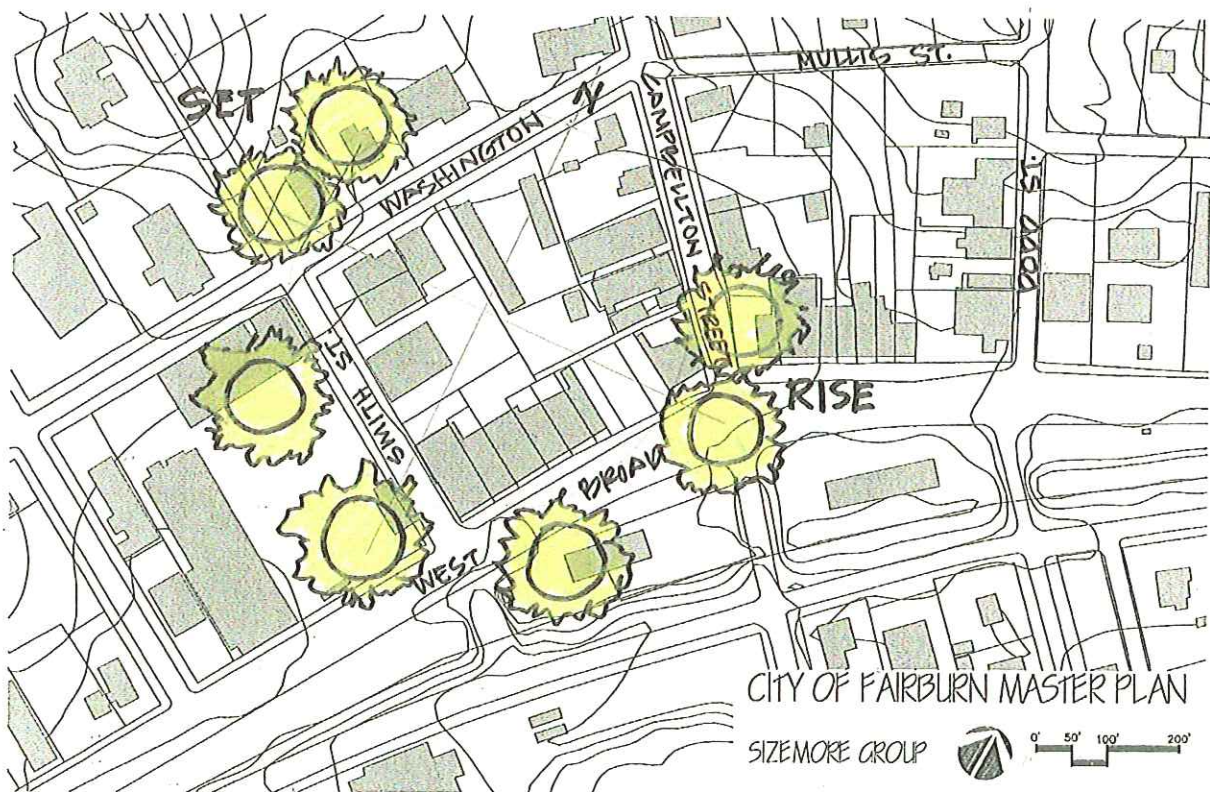 MULLIS ST.
SET
WASHINGTON
N
CAMPBELLTON STREET
DODD ST.
SMITH ST.
RISE
BROAD
WEST
CITY OF FAIRBURN MASTER PLAN
SIZEMORE GROUP
0' 50' 100' 200'